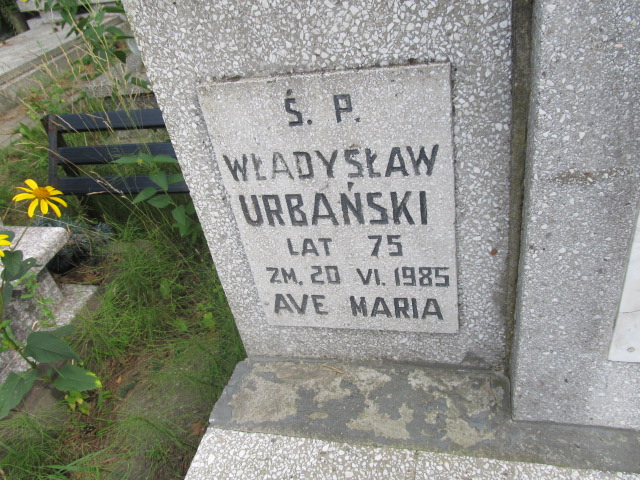 Ś. P.
WŁADYSŁAW
URBAŃSKI
LAT 75
ZM. 20 VI. 1985
AVE MARIA